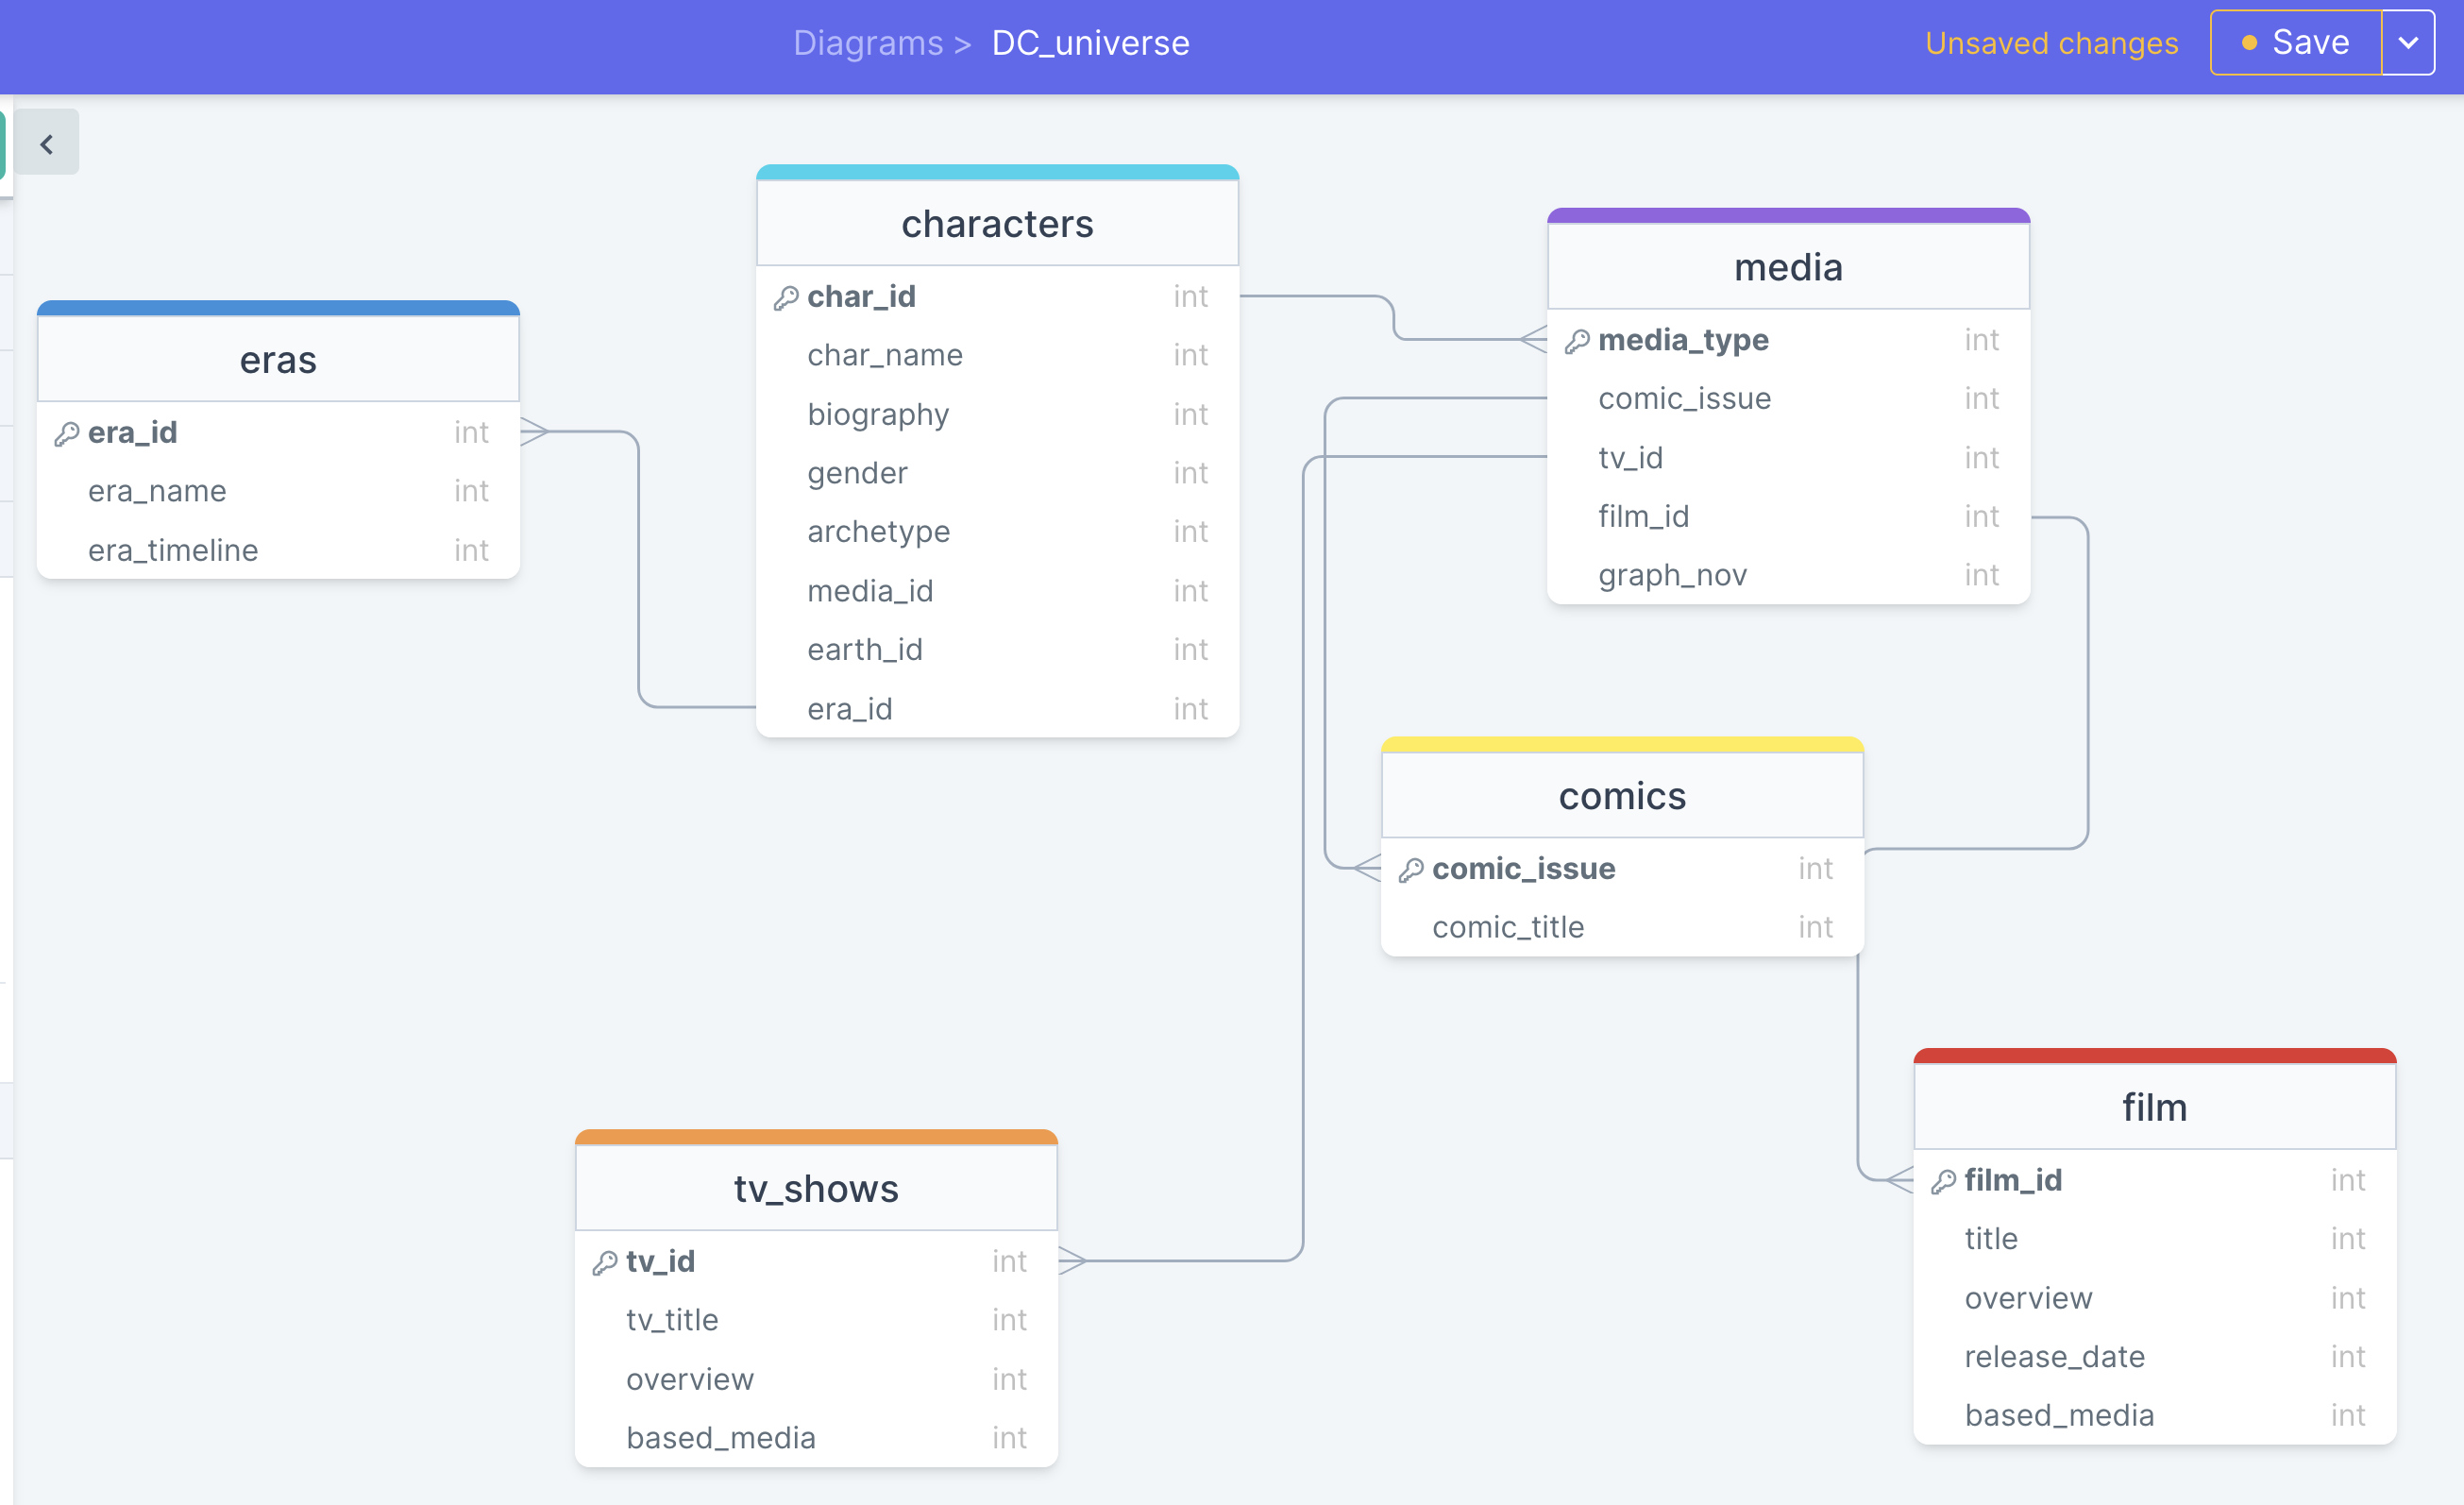 Diagrams > DC_universe
Unsaved changes
Save
characters
char_id int
char_name int
biography int
gender int
archetype int
media_id int
earth_id int
era_id int
media
media_type int
comic_issue int
tv_id int
film_id int
graph_nov int
eras
era_id int
era_name int
era_timeline int
comics
comic_issue int
comic_title int
tv_shows
tv_id int
tv_title int
overview int
based_media int
film
film_id int
title int
overview int
release_date int
based_media int